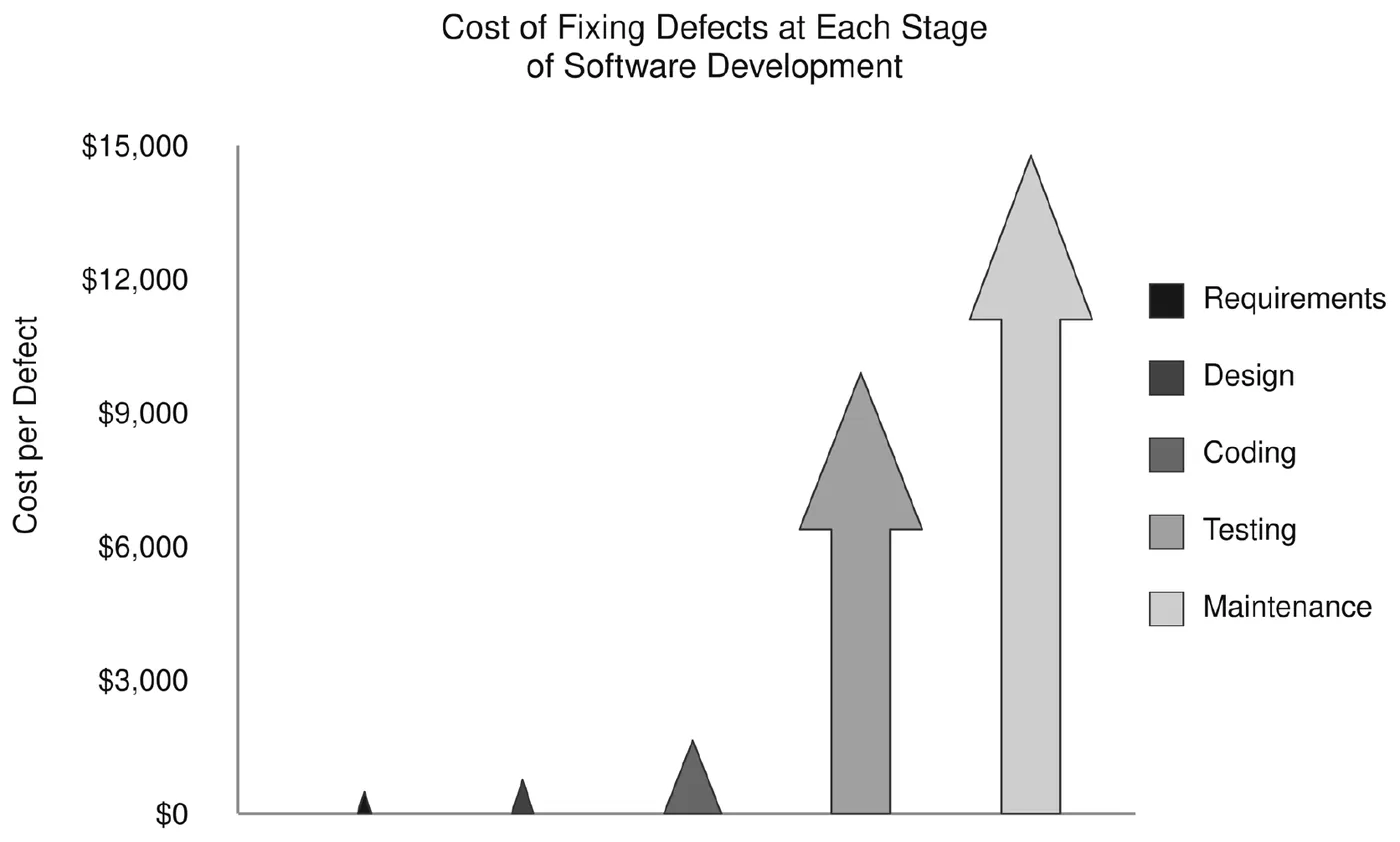 Cost of Fixing Defects at Each Stage
of Software Development
$15,000
$12,000
$9,000
$6,000
$3,000
$0
Cost per Defect
Requirements
Design
Coding
Testing
Maintenance